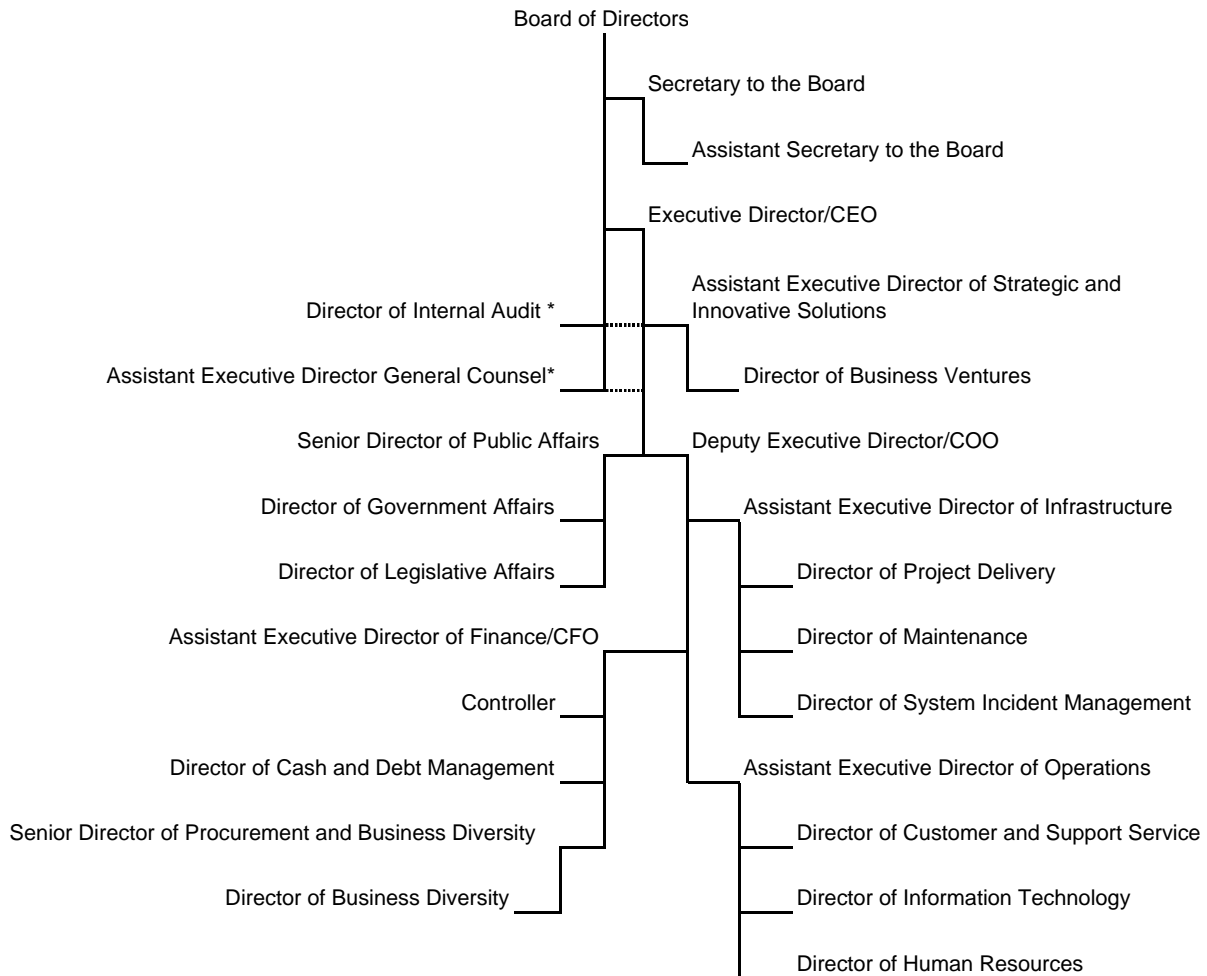 Board of Directors
Secretary to the Board
Assistant Secretary to the Board
Executive Director/CEO
Assistant Executive Director of Strategic and
Innovative Solutions
Director of Internal Audit *
Assistant Executive Director General Counsel*
Director of Business Ventures
Senior Director of Public Affairs
Deputy Executive Director/COO
Director of Government Affairs
Assistant Executive Director of Infrastructure
Director of Legislative Affairs
Director of Project Delivery
Assistant Executive Director of Finance/CFO
Director of Maintenance
Controller
Director of System Incident Management
Director of Cash and Debt Management
Assistant Executive Director of Operations
Senior Director of Procurement and Business Diversity
Director of Customer and Support Service
Director of Business Diversity
Director of Information Technology
Director of Human Resources